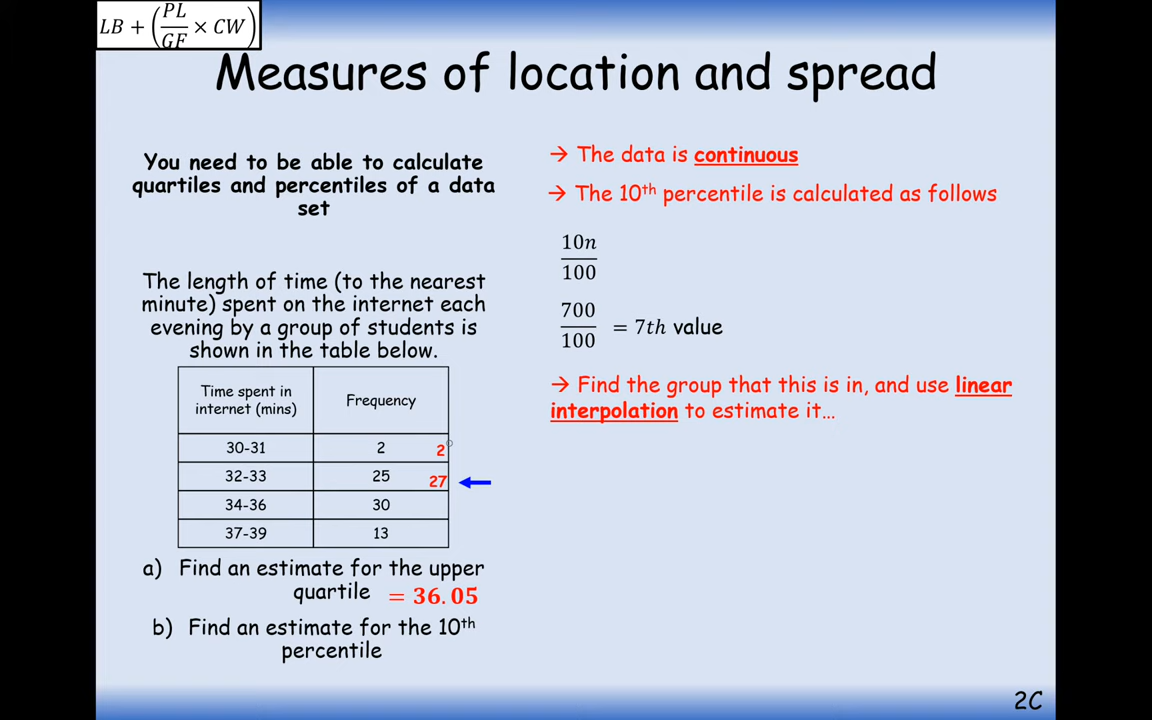 LB + (PL/GF × CW)
Measures of location and spread
You need to be able to calculate
quartiles and percentiles of a data
set
The length of time (to the nearest
minute) spent on the internet each
evening by a group of students is
shown in the table below.
Time spent in
internet (mins)
Frequency
30-31 2 2
32-33 25 27
34-36 30
37-39 13
a) Find an estimate for the upper
quartile = 36.05
b) Find an estimate for the 10th
percentile
→ The data is continuous
→ The 10th percentile is calculated as follows
10n
100
700
100
= 7th value
→ Find the group that this is in, and use linear
interpolation to estimate it…
2C